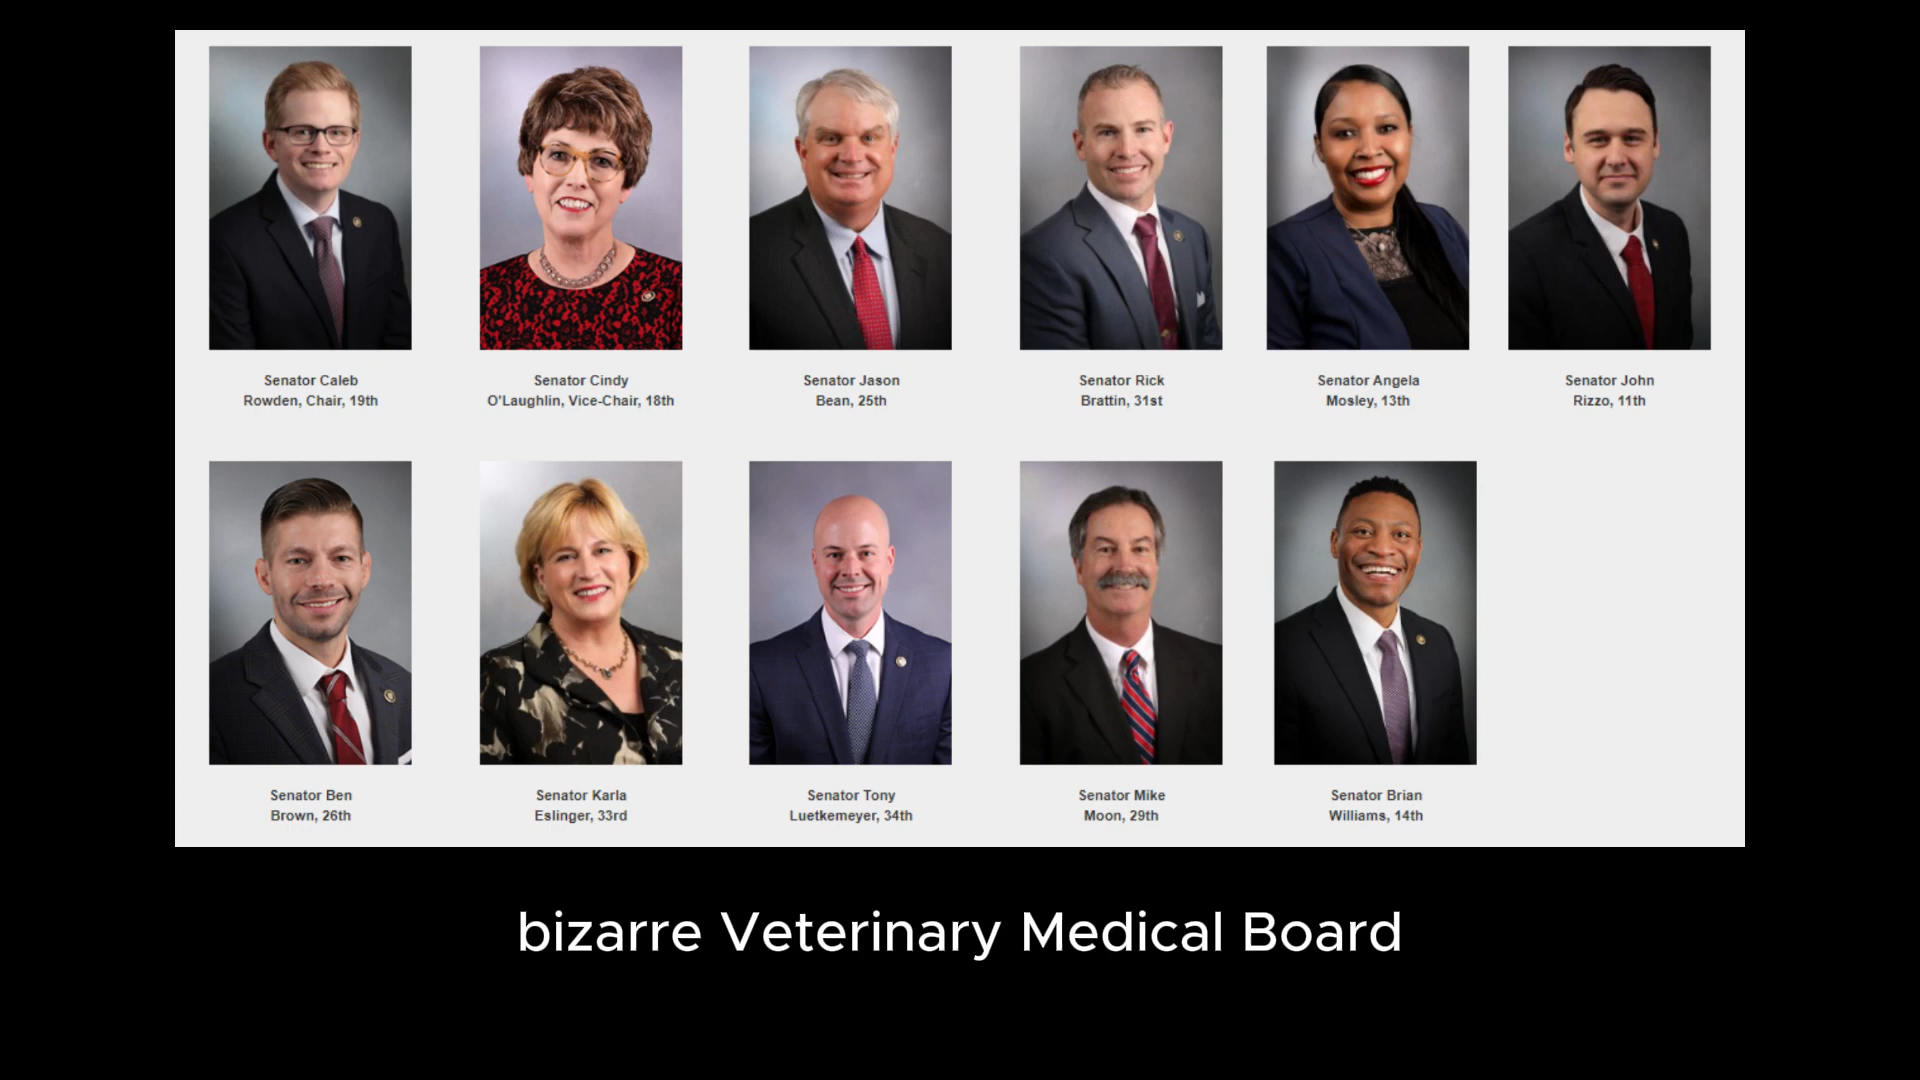 Senator Caleb
Rowden, Chair, 19th
Senator Cindy
O'Laughlin, Vice-Chair, 18th
Senator Jason
Bean, 25th
Senator Rick
Brattin, 31st
Senator Angela
Mosley, 13th
Senator John
Rizzo, 11th
Senator Ben
Brown, 26th
Senator Karla
Eslinger, 33rd
Senator Tony
Luetkemeyer, 34th
Senator Mike
Moon, 29th
Senator Brian
Williams, 14th
bizarre Veterinary Medical Board